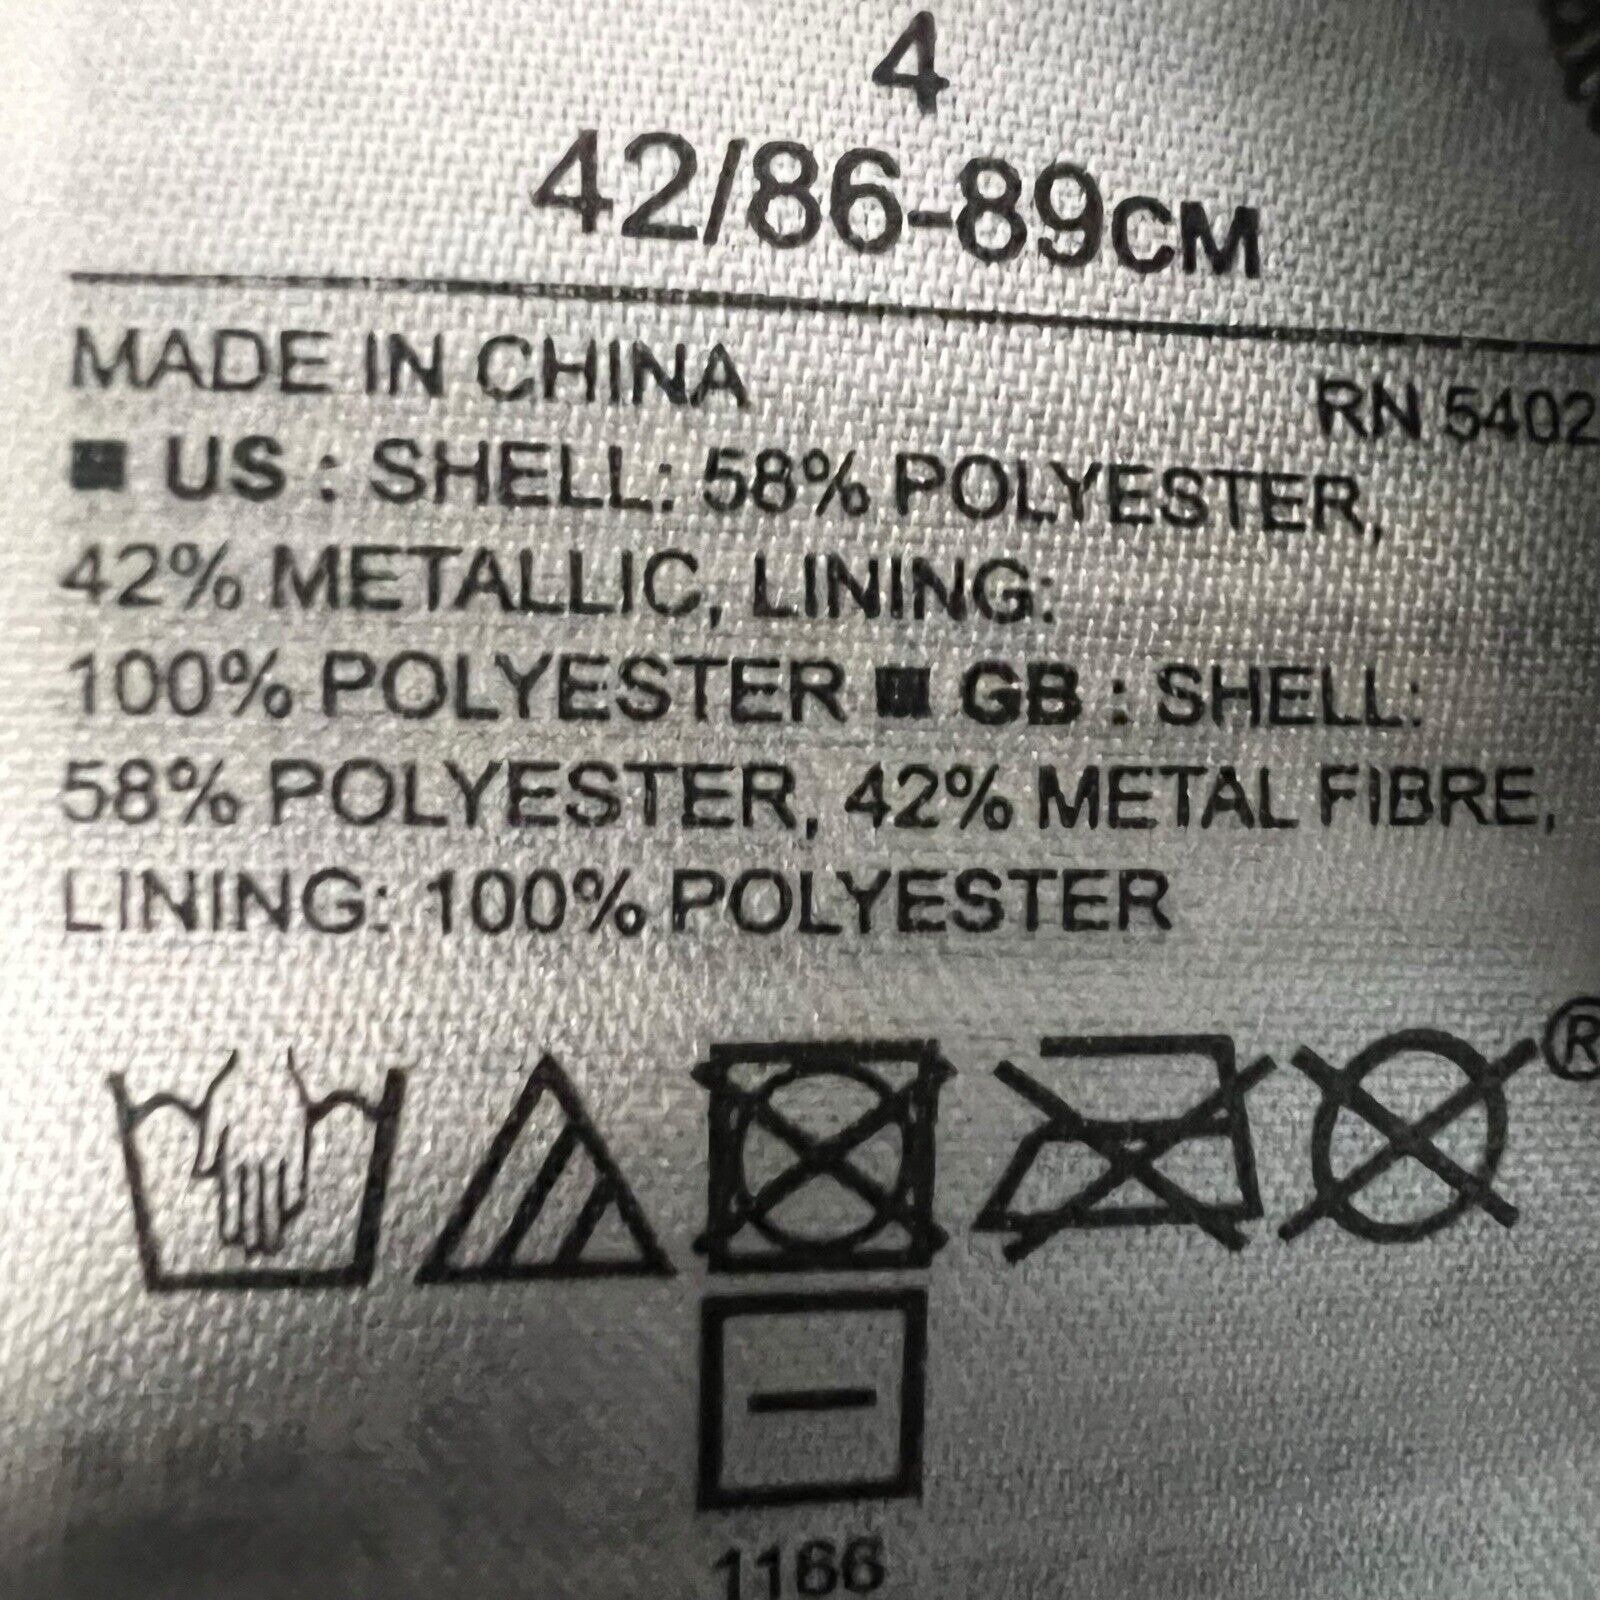 4
42/86-89CM
MADE IN CHINA
RN 5402
■ US : SHELL: 58% POLYESTER,
42% METALLIC, LINING:
100% POLYESTER ■ GB : SHELL:
58% POLYESTER, 42% METAL FIBRE,
LINING: 100% POLYESTER
®
1166